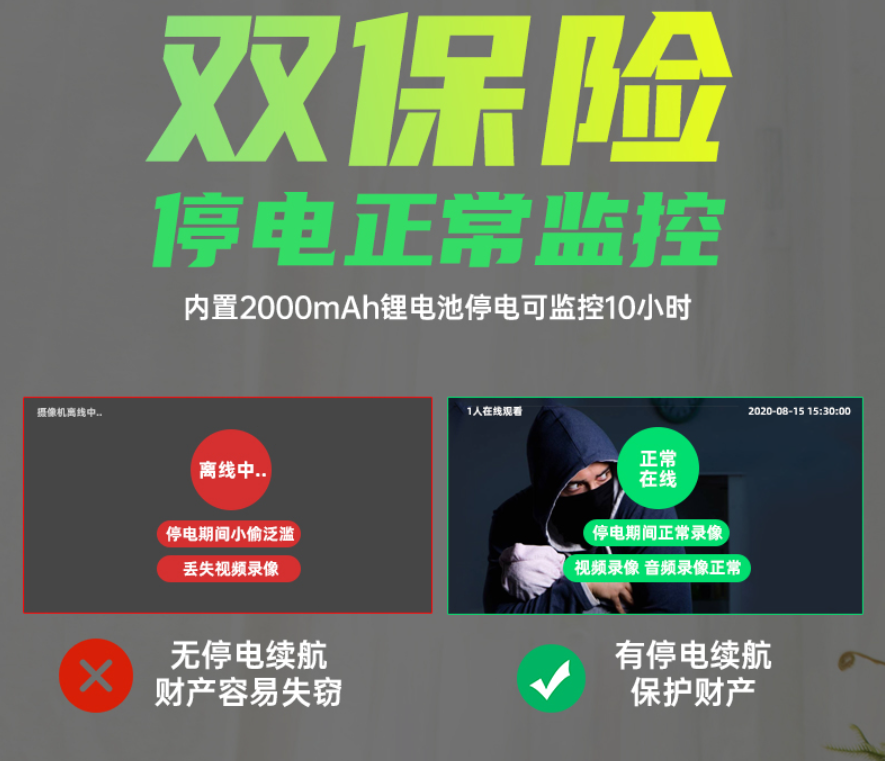 双保险
停电正常监控
内置2000mAh锂电池停电可监控10小时
摄像机离线中..
离线中..
停电期间小偷泛滥
丢失视频录像
1人在线观看
2020-08-15 15:30:00
正常
在线
停电期间正常录像
视频录像 音频录像正常
无停电续航
财产容易失窃
有停电续航
保护财产